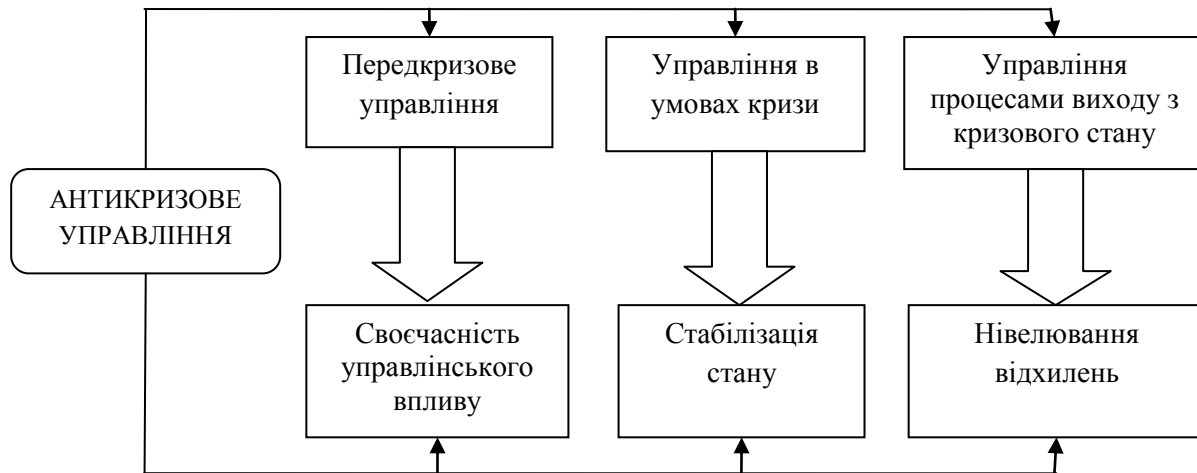 Передкризове
управління
Управління в
умовах кризи
Управління
процесами виходу з
кризового стану
АНТИКРИЗОВЕ
УПРАВЛІННЯ
Своєчасність
управлінського
впливу
Стабілізація
стану
Нівелювання
відхилень